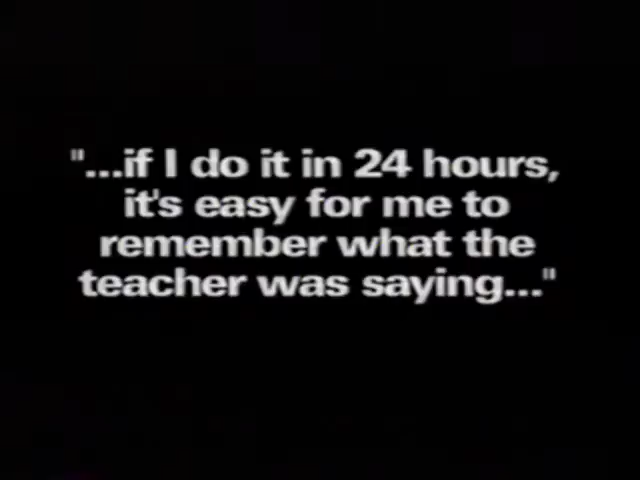 "...if I do it in 24 hours,
it's easy for me to
remember what the
teacher was saying..."